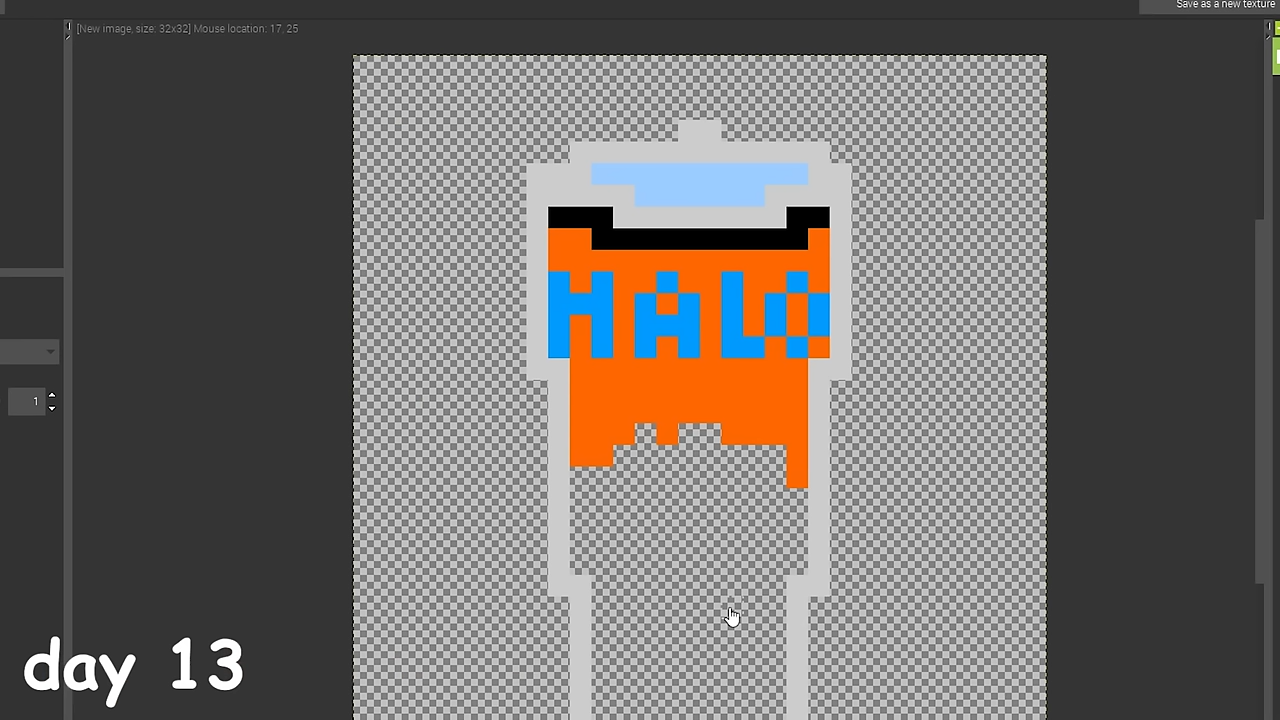 Save as a new texture
[New image, size: 32x32] Mouse location: 17, 25
HALO
1
day 13